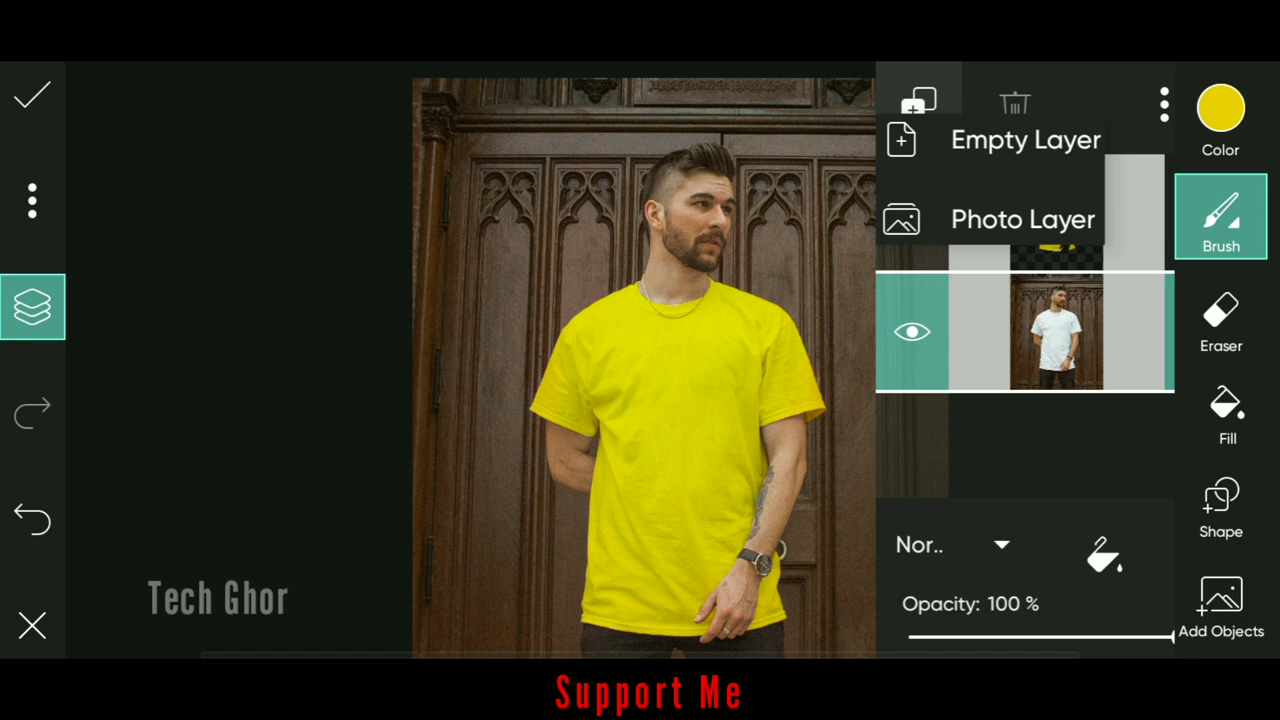 Empty Layer
Photo Layer
Color
Brush
Eraser
Fill
Shape
Add Objects
Nor..
Opacity: 100 %
Tech Ghor
Support Me